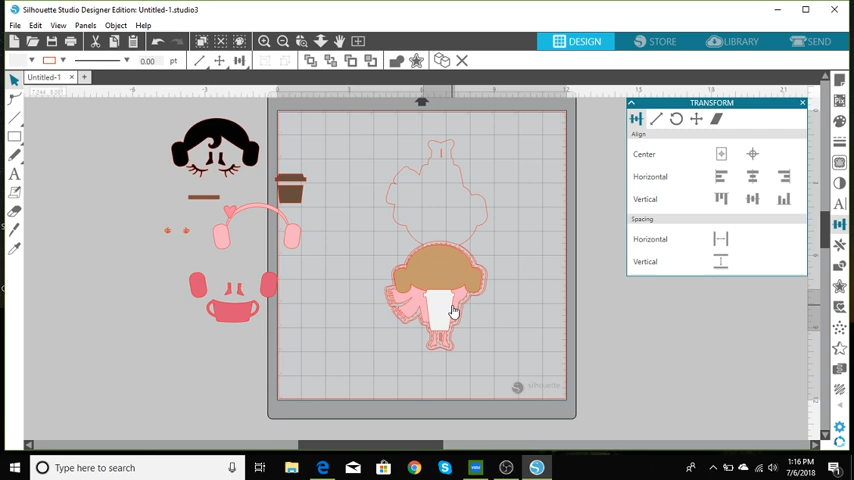 Silhouette Studio Designer Edition: Untitled-1.studio3
File Edit View Panels Object Help
DESIGN STORE LIBRARY SEND
0.00 pt
Untitled-1
TRANSFORM
Align
Center
Horizontal
Vertical
Spacing
Horizontal
Vertical
silhouette
Type here to search
1:16 PM
7/6/2018